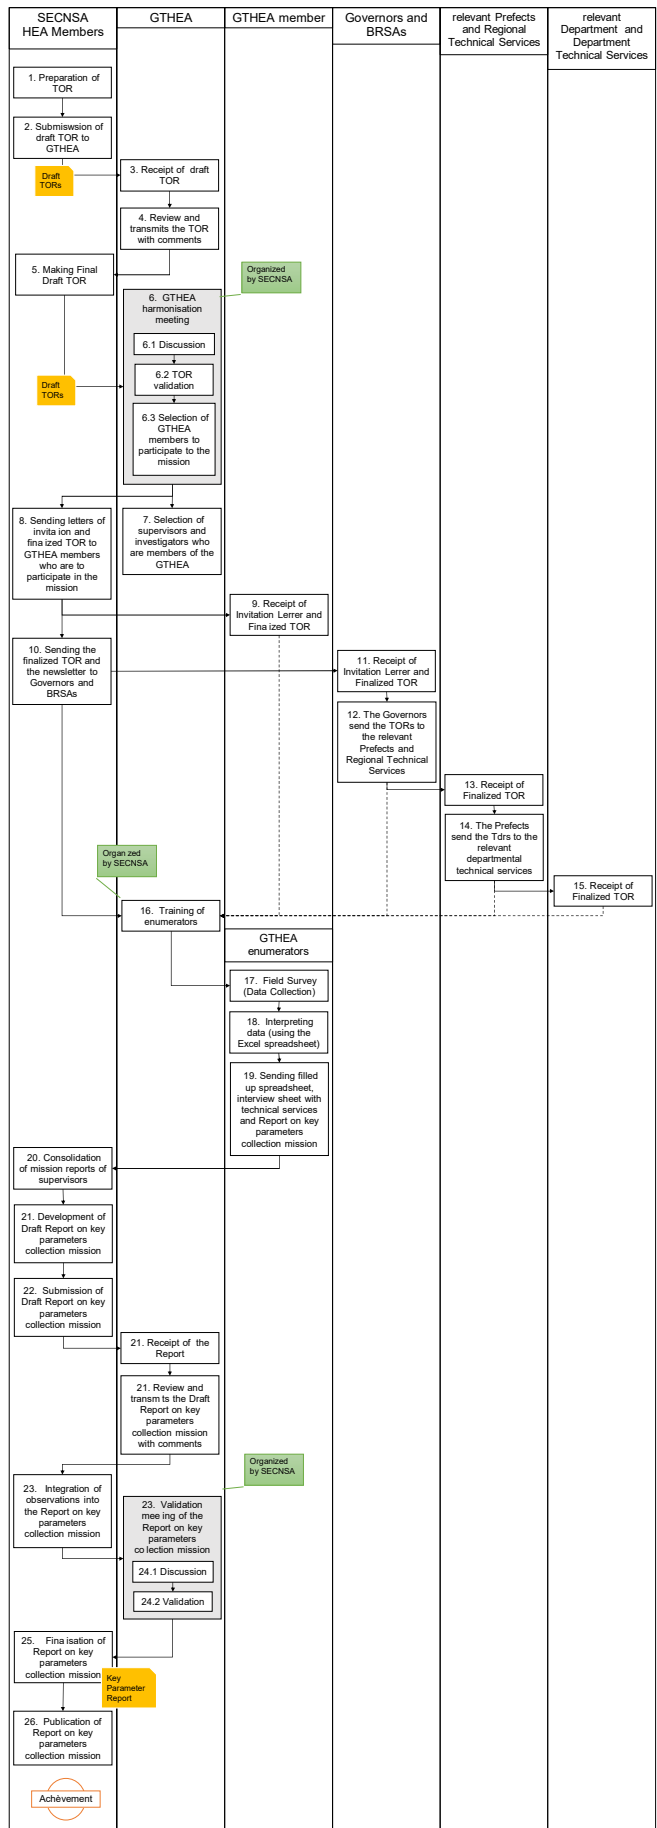 SECNSA
HEA Members
GTHEA
GTHEA member
Governors and
BRSAs
relevant Prefects
and Regional
Technical Services
relevant
Department and
Department
Technical Services
1. Preparation of
TOR
2. Submiswsion of
draft TOR to
GTHEA
Draft
TORs
3. Receipt of draft
TOR
4. Review and
transmits the TOR
with comments
5. Making Final
Draft TOR
Organized
by SECNSA
6. GTHEA
harmonisation
meeting
6.1 Discussion
6.2 TOR
validation
Draft
TORs
6.3 Selection of
GTHEA
members to
participate to the
mission
8. Sending letters of
invita ion and
fina ized TOR to
GTHEA members
who are to
participate in the
mission
7. Selection of
supervisors and
investigators who
are members of the
GTHEA
9. Receipt of
Invitation Lerrer and
Fina ized TOR
10. Sending the
finalized TOR and
the newsletter to
Governors and
BRSAs
11. Receipt of
Invitation Lerrer and
Finalized TOR
12. The Governors
send the TORs to
the relevant
Prefects and
Regional Technical
Services
13. Receipt of
Finalized TOR
14. The Prefects
send the Tdrs to the
relevant
departmental
technical services
Organ zed
by SECNSA
15. Receipt of
Finalized TOR
16. Training of
enumerators
GTHEA
enumerators
17. Field Survey
(Data Collection)
18. Interpreting
data (using the
Excel spreadsheet)
19. Sending filled
up spreadsheet,
interview sheet with
technical services
and Report on key
parameters
collection mission
20. Consolidation
of mission reports of
supervisors
21. Development of
Draft Report on key
parameters
collection mission
22. Submission of
Draft Report on key
parameters
collection mission
21. Receipt of the
Report
21. Review and
transm ts the Draft
Report on key
parameters
collection mission
with comments
Organized
by SECNSA
23. Integration of
observations into
the Report on key
parameters
collection mission
23. Validation
mee ing of the
Report on key
parameters
co lection mission
24.1 Discussion
24.2 Validation
25. Fina isation of
Report on key
parameters
collection mission
Key
Parameter
Report
26. Publication of
Report on key
parameters
collection mission
Achèvement